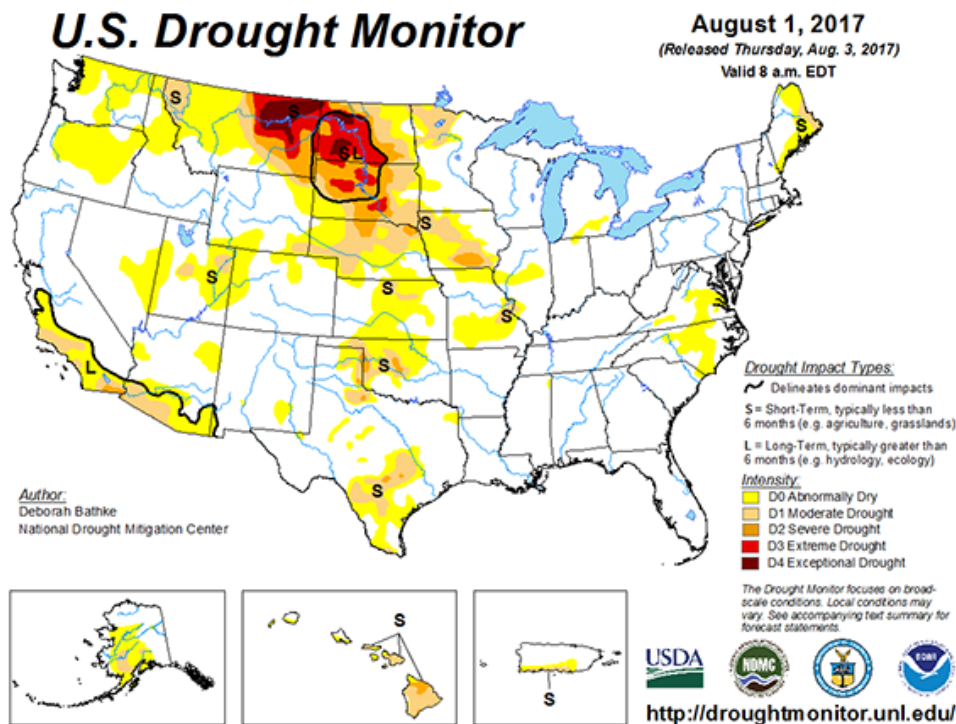 U.S. Drought Monitor
August 1, 2017
(Released Thursday, Aug. 3, 2017)
Valid 8 a.m. EDT
S
S
S
SL
S
S
S
S
S
S
L
S
Drought Impact Types:
Delineates dominant impacts
S = Short-Term, typically less than
6 months (e.g. agriculture, grasslands)
L = Long-Term, typically greater than
6 months (e.g. hydrology, ecology)
Intensity:
D0 Abnormally Dry
D1 Moderate Drought
D2 Severe Drought
D3 Extreme Drought
D4 Exceptional Drought
Author:
Deborah Bathke
National Drought Mitigation Center
The Drought Monitor focuses on broad-
scale conditions. Local conditions may
vary. See accompanying text summary for
forecast statements.
S
S
USDA
NDMC
NOAA
http://droughtmonitor.unl.edu/